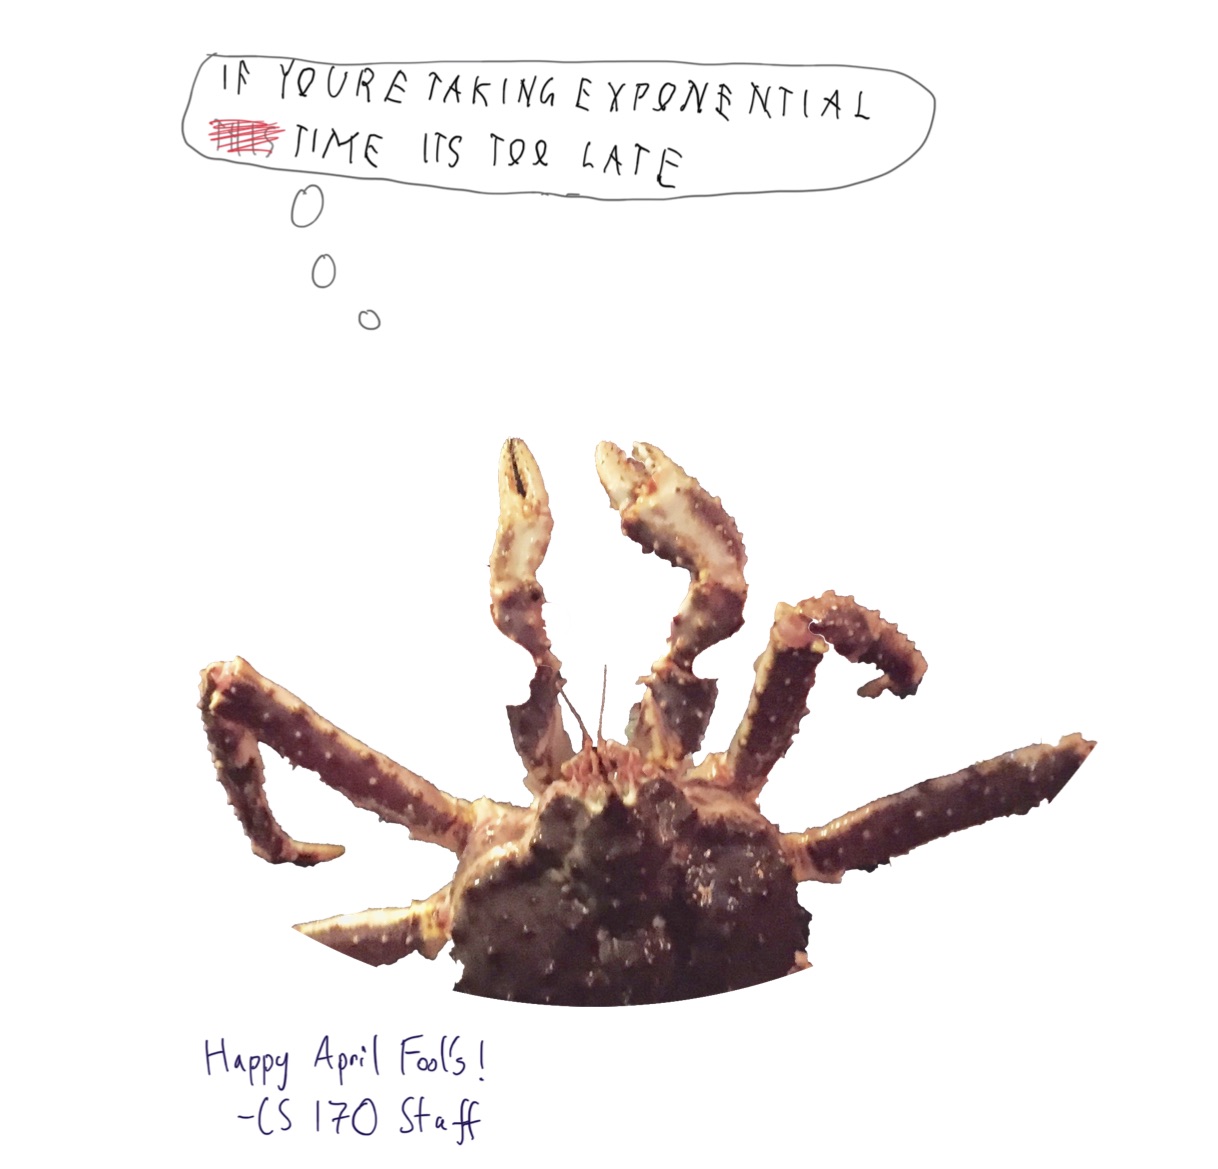 IF YOURE TAKING EXPONENTIAL
TIME ITS TOO LATE
Happy April Fool's!
-CS 170 Staff